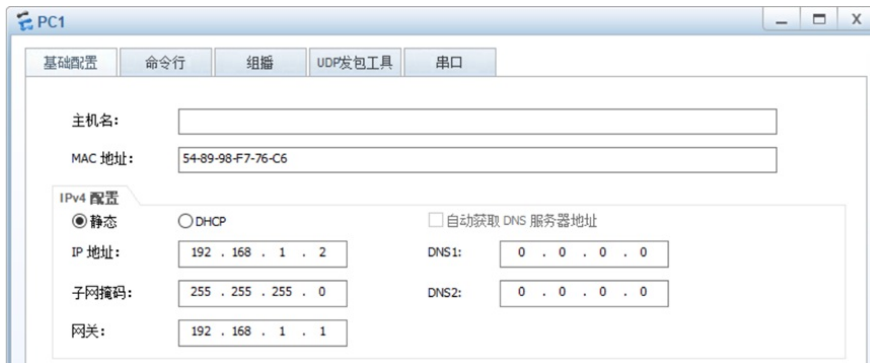 PC1
基础配置 命令行 组播 UDP发包工具 串口
主机名:
MAC 地址: 54-89-98-F7-76-C6
IPv4 配置
静态 DHCP 自动获取 DNS 服务器地址
IP 地址: 192 . 168 . 1 . 2 DNS1: 0 . 0 . 0 . 0
子网掩码: 255 . 255 . 255 . 0 DNS2: 0 . 0 . 0 . 0
网关: 192 . 168 . 1 . 1